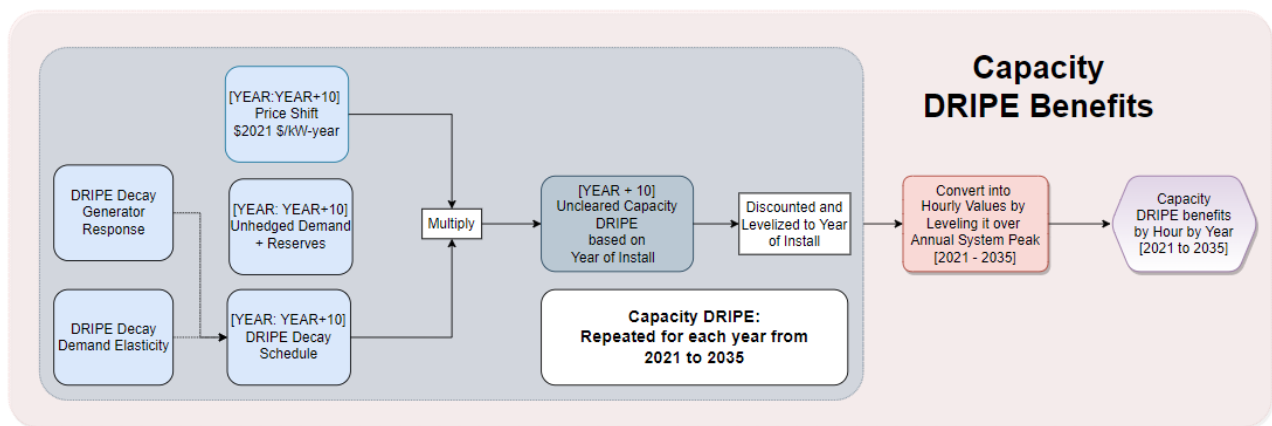 Capacity
DRIPE Benefits
[YEAR:YEAR+10]
Price Shift
$2021 $/kW-year
DRIPE Decay
Generator
Response
[YEAR: YEAR+10]
Unhedged Demand
+ Reserves
DRIPE Decay
Demand Elasticity
[YEAR: YEAR+10]
DRIPE Decay
Schedule
Multiply
[YEAR + 10]
Uncleared Capacity
DRIPE
based on
Year of Install
Discounted and
Levelized to Year
of Install
Capacity DRIPE:
Repeated for each year from
2021 to 2035
Convert into
Hourly Values by
Leveling it over
Annual System Peak
[2021 - 2035]
Capacity
DRIPE benefits
by Hour by Year
[2021 to 2035]